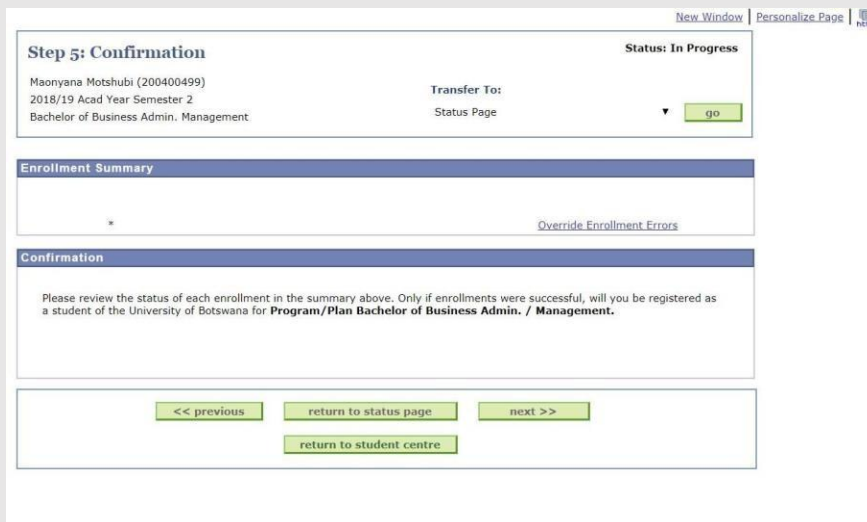 New Window | Personalize Page |
Step 5: Confirmation
Status: In Progress
Maonyana Motshubi (200400499)
2018/19 Acad Year Semester 2
Bachelor of Business Admin. Management
Transfer To:
Status Page ▼ go
Enrollment Summary
* Override Enrollment Errors
Confirmation
Please review the status of each enrollment in the summary above. Only if enrollments were successful, will you be registered as
a student of the University of Botswana for Program/Plan Bachelor of Business Admin. / Management.
<< previous return to status page next >>
return to student centre